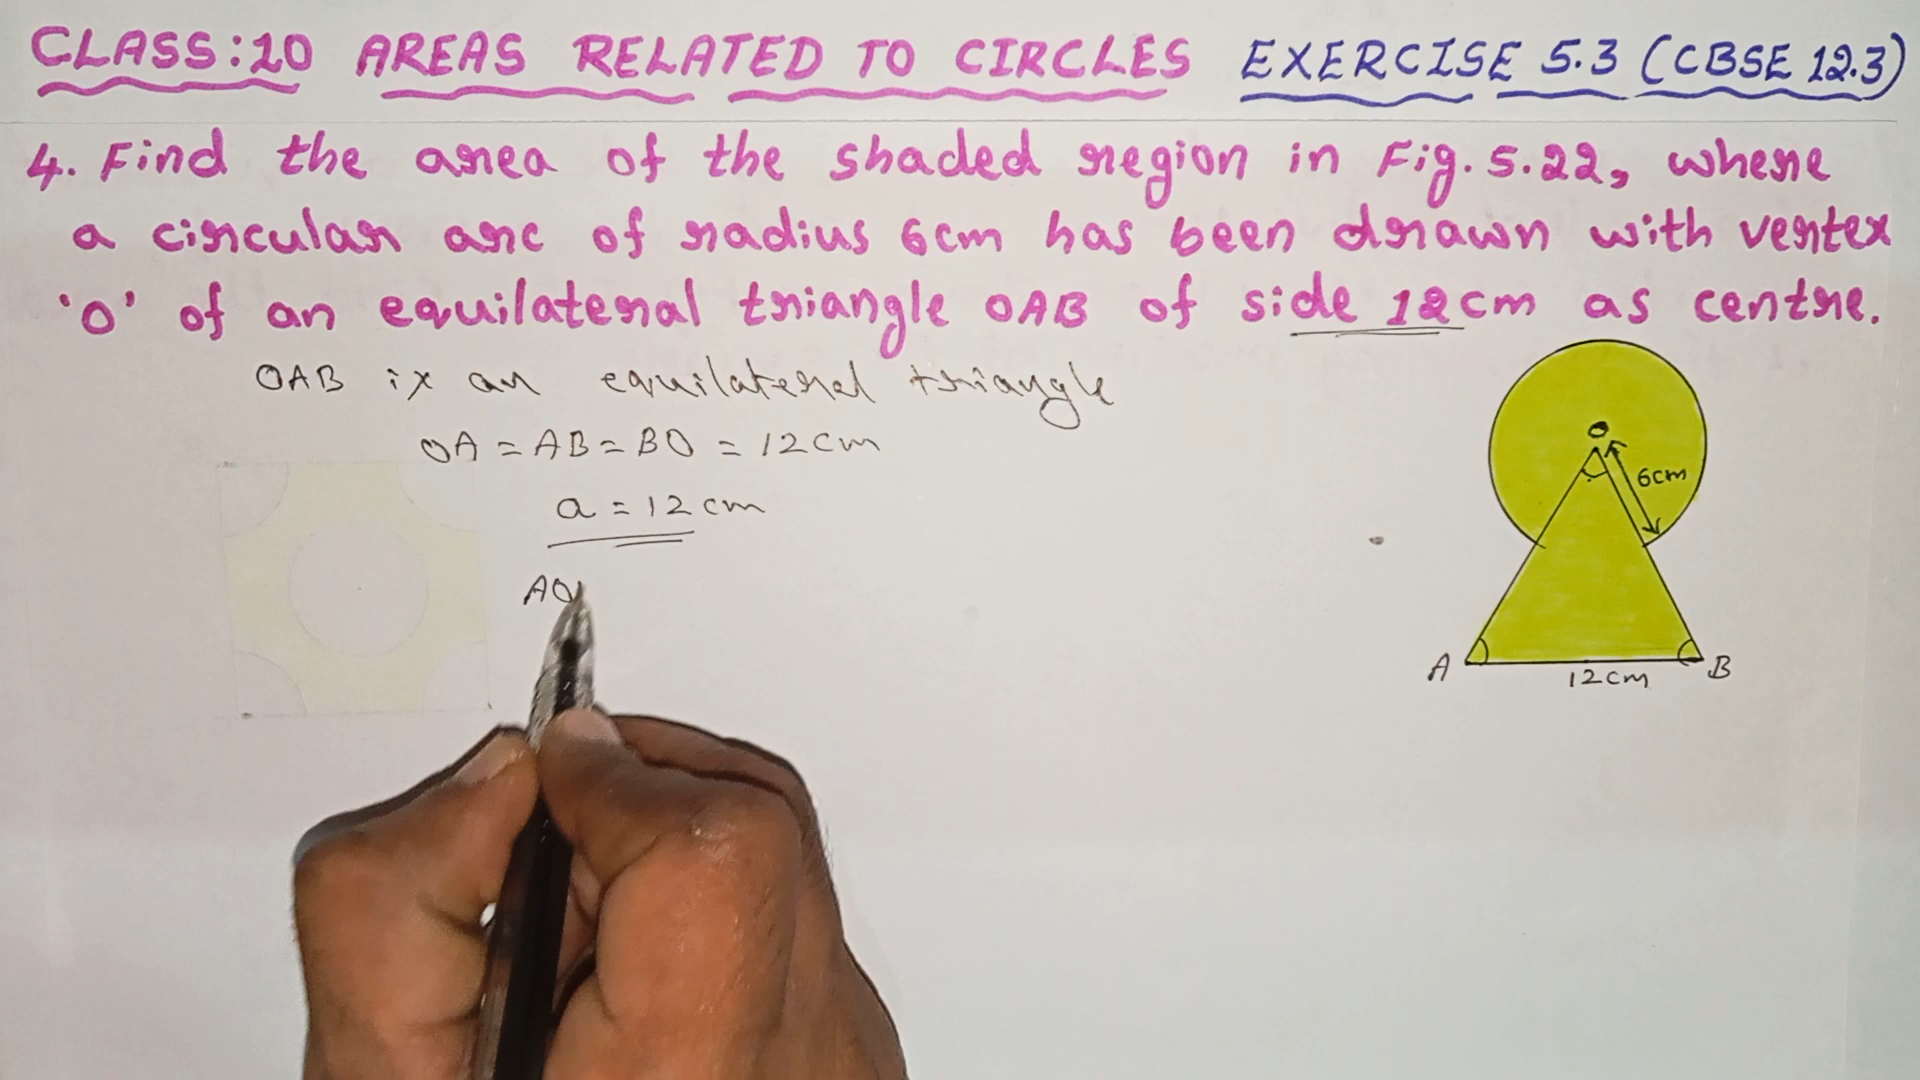 CLASS:10 AREAS RELATED TO CIRCLES EXERCISE 5.3 (CBSE 12.3)
4. Find the area of the shaded region in Fig. 5.22, where
a circular arc of radius 6cm has been drawn with vertex
'O' of an equilateral triangle OAB of side 12cm as centre.
OAB is an equilateral triangle
OA = AB = BO = 12cm
a = 12cm
AO
O
6cm
A
B
12cm